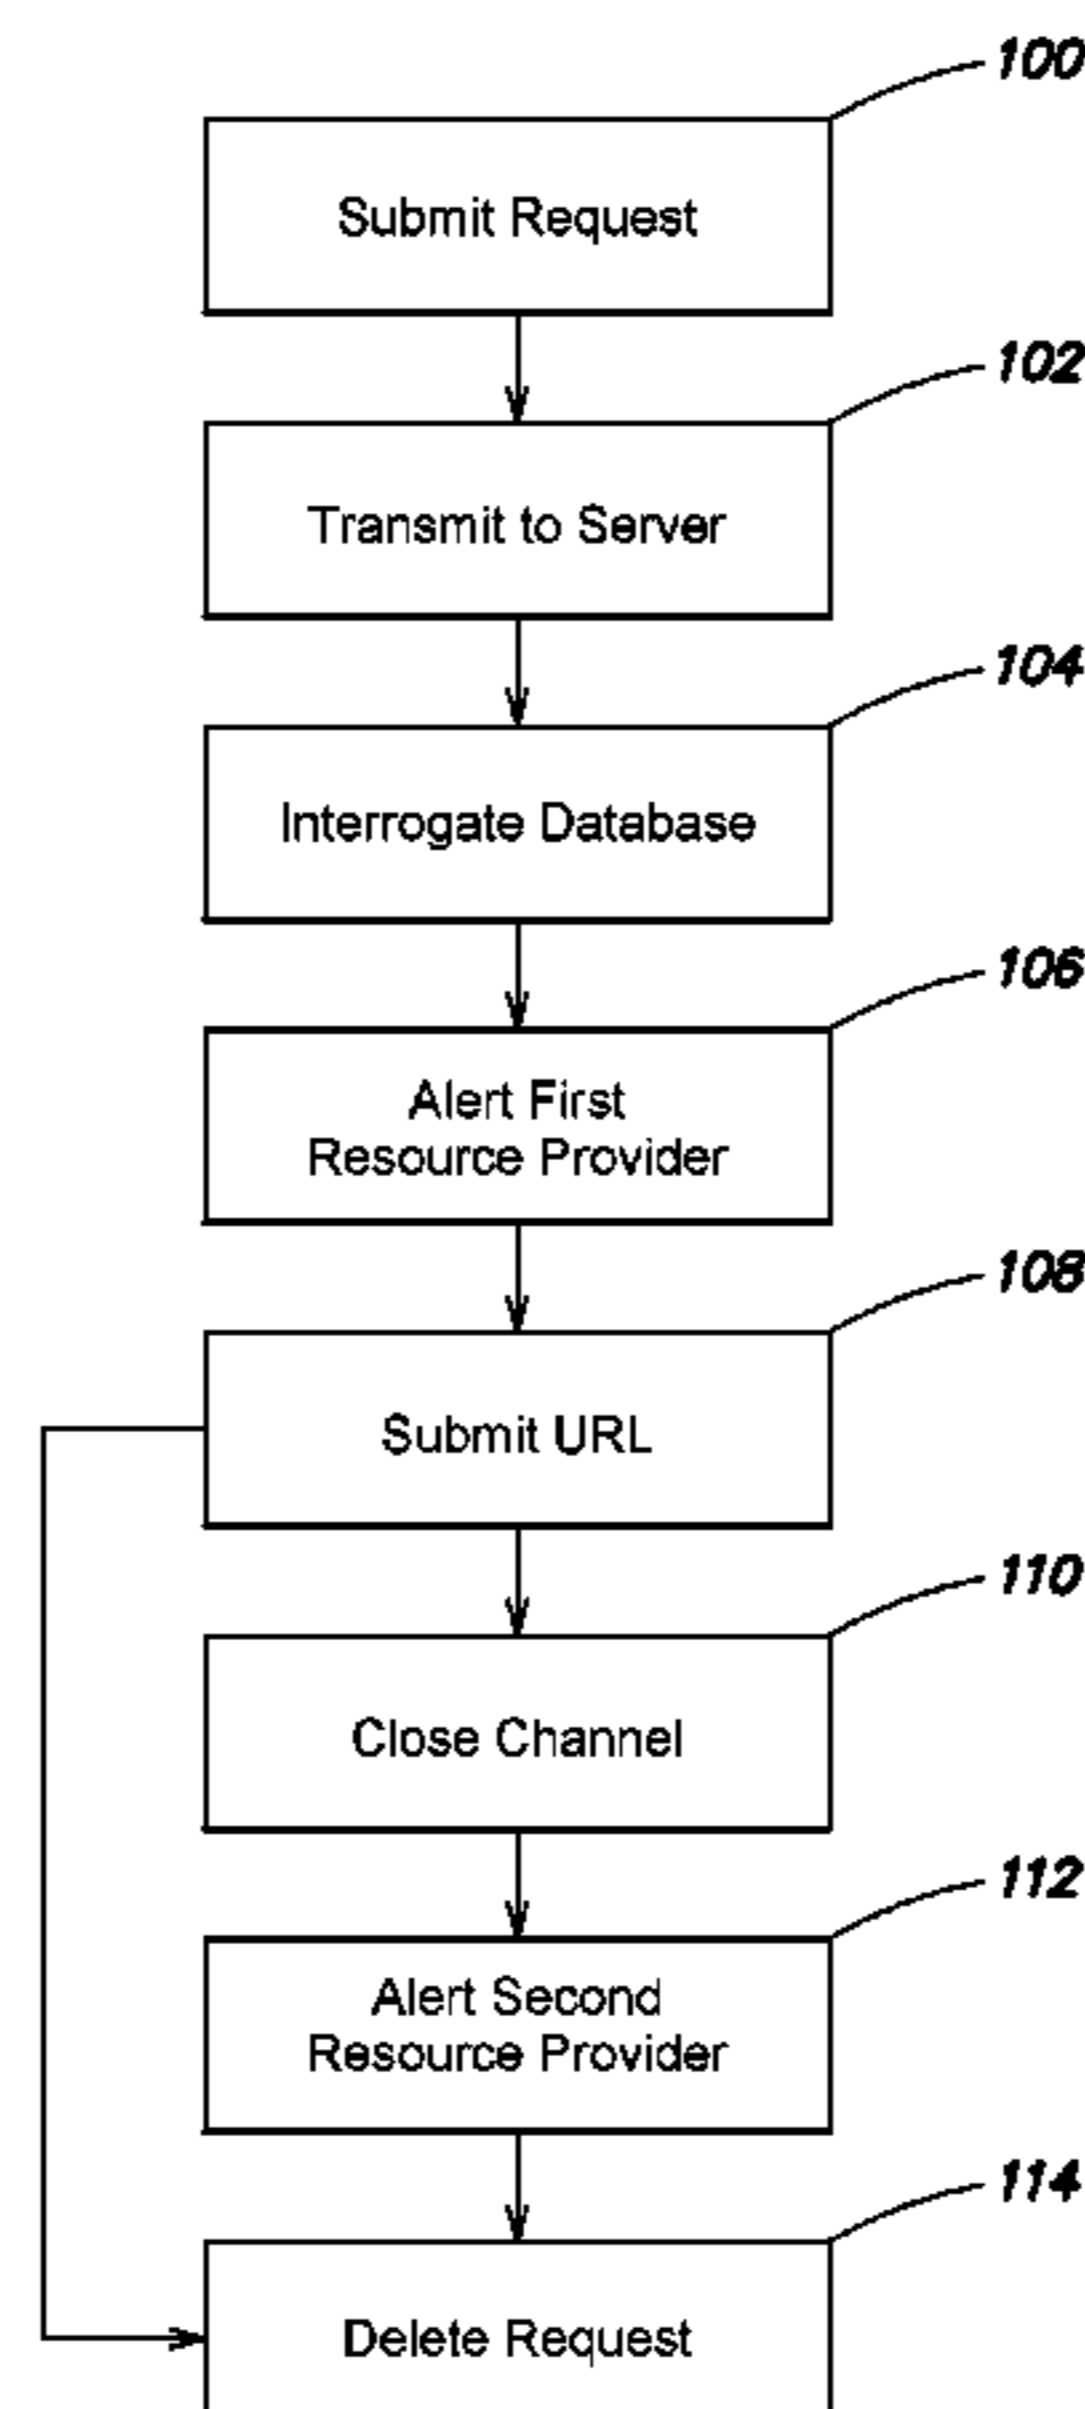 100
Submit Request
102
Transmit to Server
104
Interrogate Database
106
Alert First
Resource Provider
108
Submit URL
110
Close Channel
112
Alert Second
Resource Provider
114
Delete Request